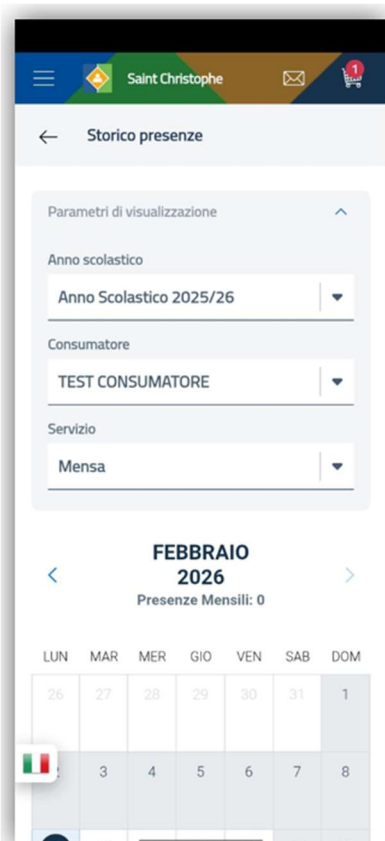 Saint Christophe
1
Storico presenze
Parametri di visualizzazione
Anno scolastico
Anno Scolastico 2025/26
Consumatore
TEST CONSUMATORE
Servizio
Mensa
FEBBRAIO
2026
Presenze Mensili: 0
LUN MAR MER GIO VEN SAB DOM
26 27 28 29 30 31 1
3 4 5 6 7 8